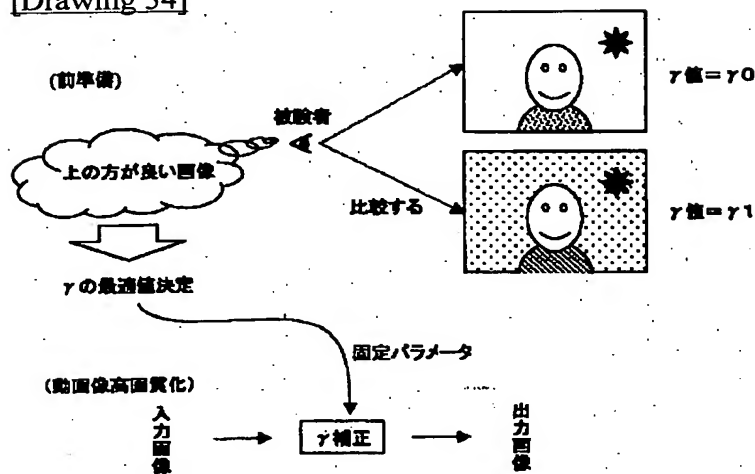 [Drawing 34]
(前準備)
被験者
γ値=γ0
上の方が良い画像
比較する
γ値=γ1
γの最適値決定
固定パラメータ
(動画像高画質化)
入力画像
γ補正
出力画像